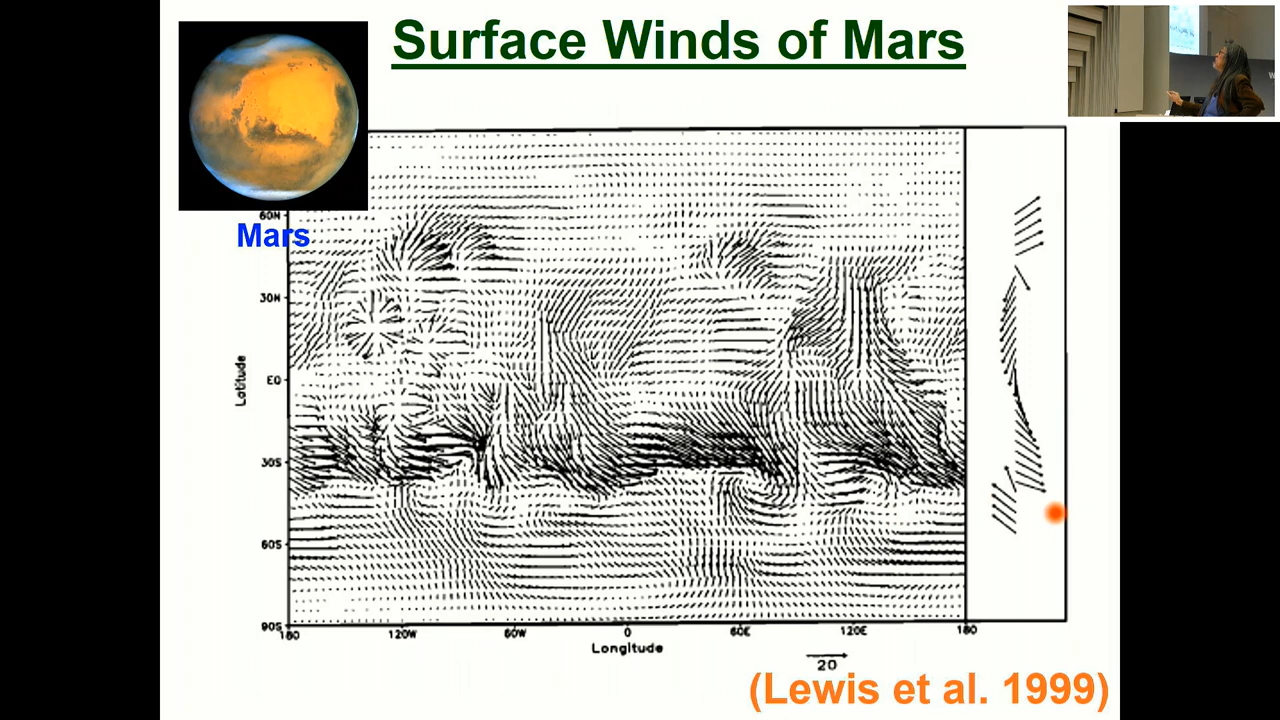 Surface Winds of Mars
Mars
60N
30N
EQ
30S
60S
90S
Latitude
180 120W 60W 0 60E 120E 180
Longitude
20
(Lewis et al. 1999)